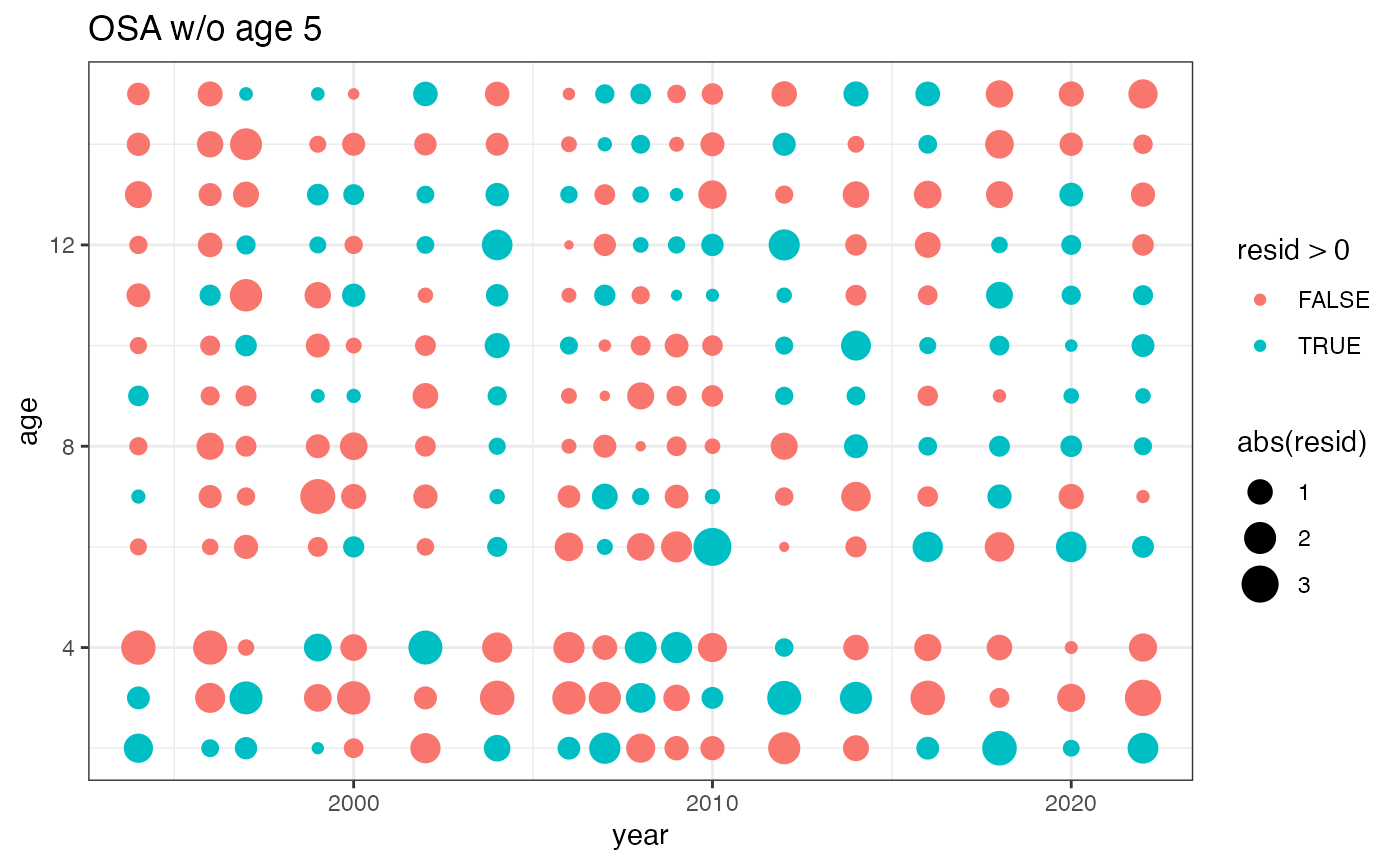 OSA w/o age 5
12
8
4
age
2000 2010 2020
year
resid > 0
FALSE
TRUE
abs(resid)
1
2
3